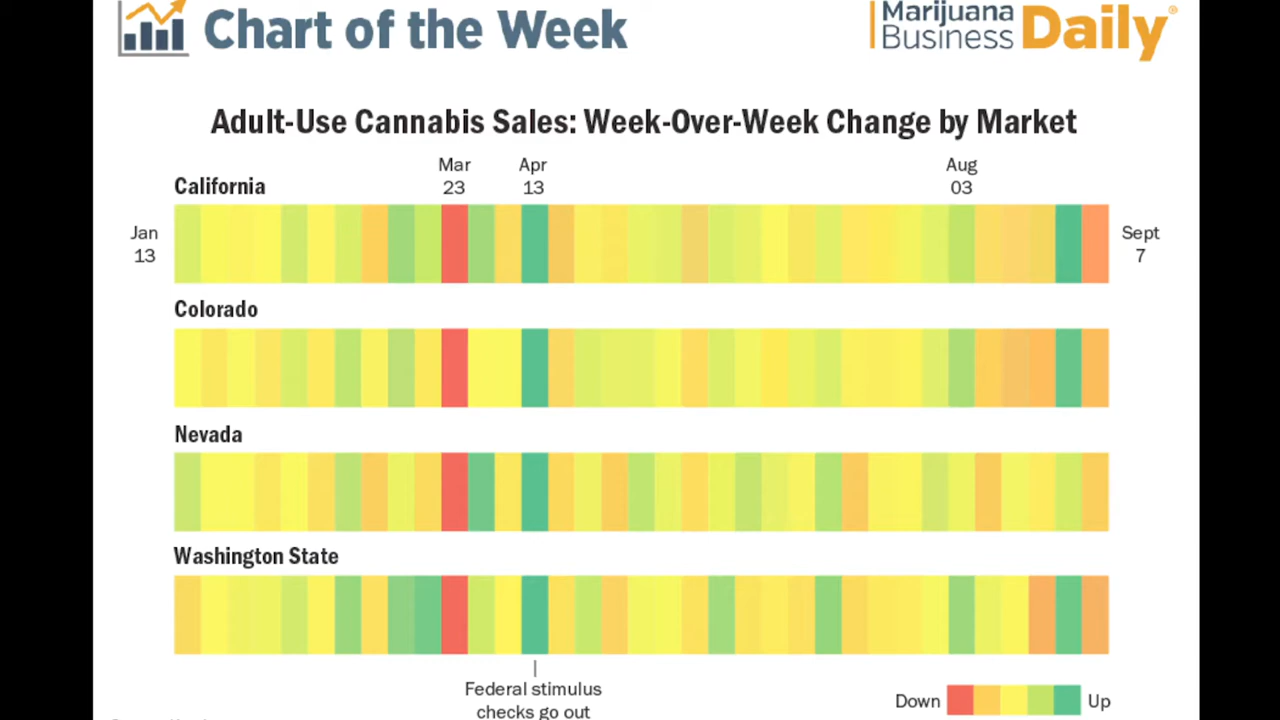 Chart of the Week
Marijuana
Business Daily®
Adult-Use Cannabis Sales: Week-Over-Week Change by Market
Mar
23
Apr
13
Aug
03
California
Jan
13
Sept
7
Colorado
Nevada
Washington State
Federal stimulus
checks go out
Down
Up